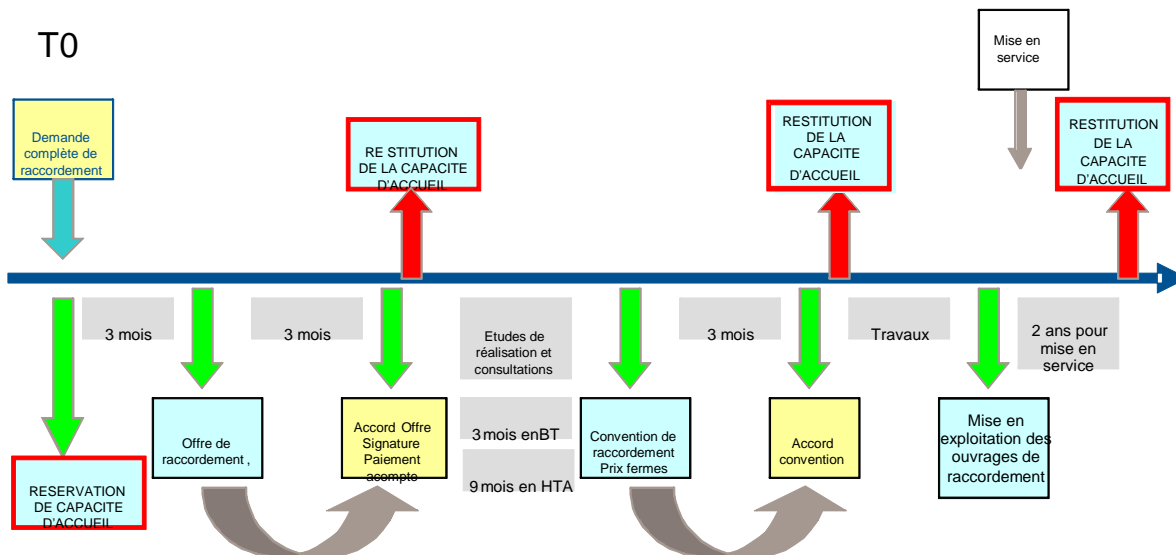 T0
Mise en
service
Demande
complète de
raccordement
RE STITUTION
DE LA CAPACITE
D'ACCUEIL
RESTITUTION
DE LA
CAPACITE
D'ACCUEIL
RESTITUTION
DE LA
CAPACITE
D'ACCUEIL
3 mois
3 mois
Etudes de
réalisation et
consultations
3 mois
Travaux
2 ans pour
mise en
service
RESERVATION
DE CAPACITE
D'ACCUEIL
Offre de
raccordement ,
Accord Offre
Signature
Paiement
acompte
3 mois enBT
9 mois en HTA
Convention de
raccordement
Prix fermes
Accord
convention
Mise en
exploitation des
ouvrages de
raccordement